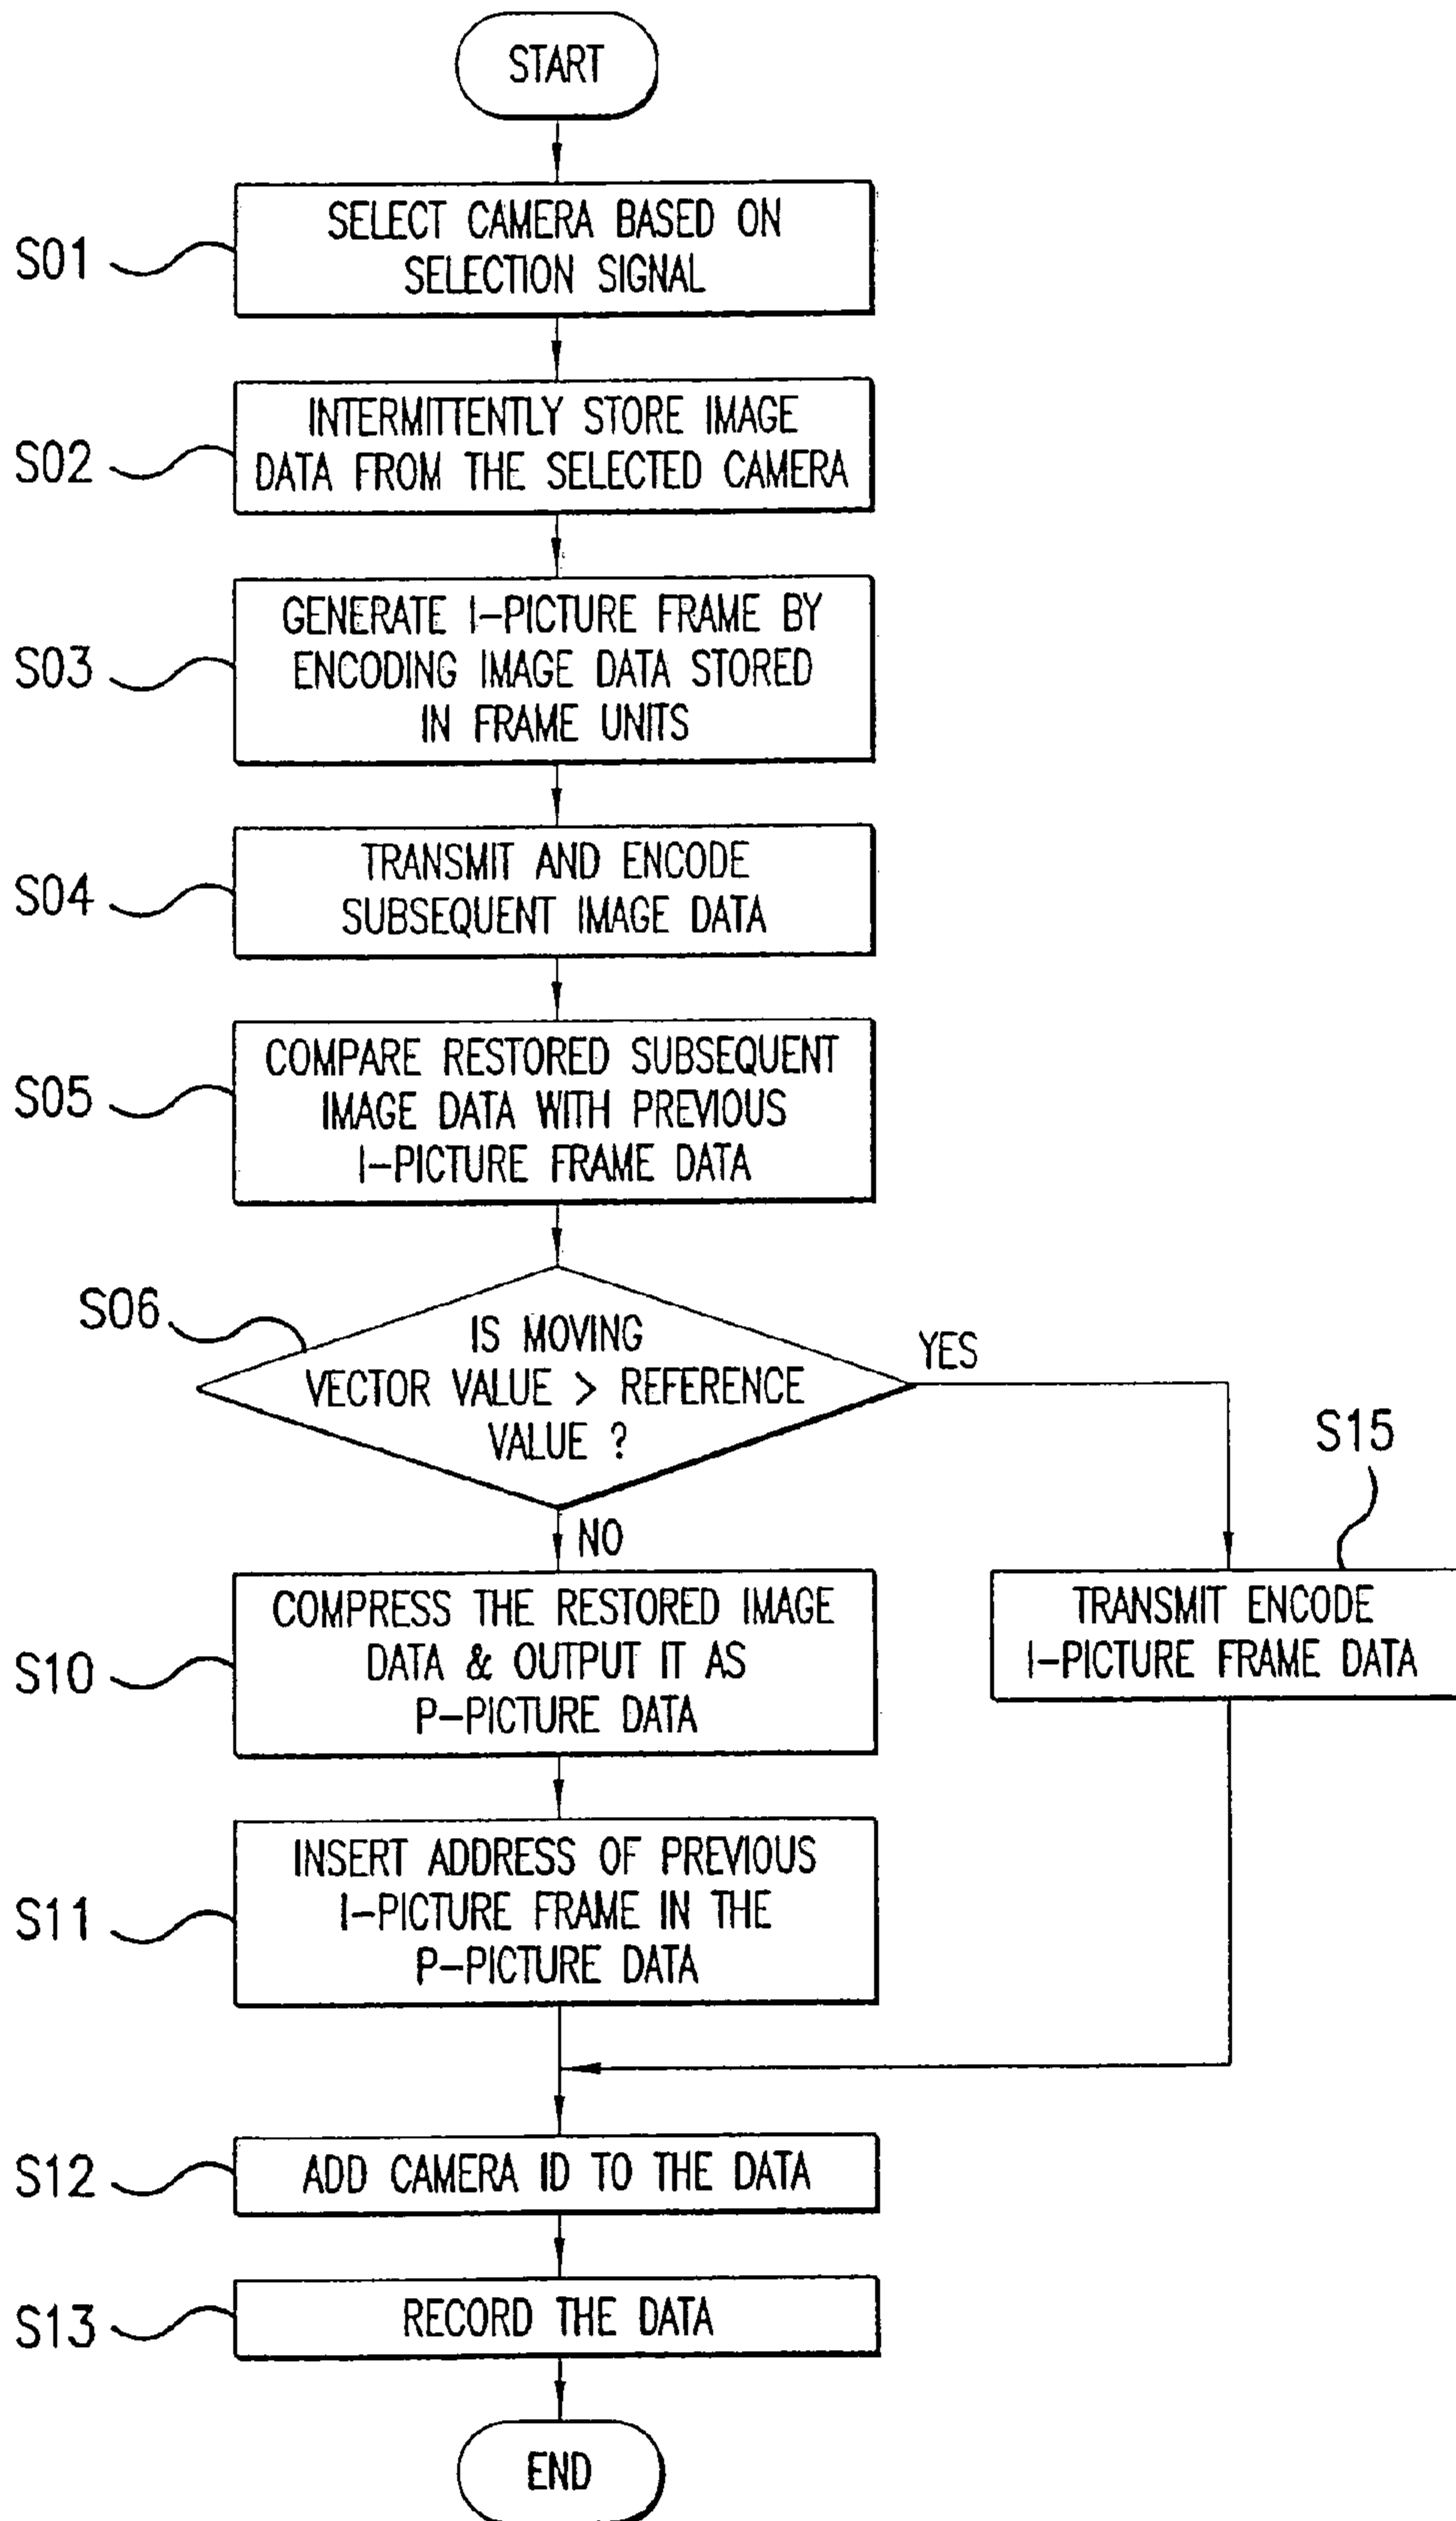 START
S01
SELECT CAMERA BASED ON
SELECTION SIGNAL
S02
INTERMITTENTLY STORE IMAGE
DATA FROM THE SELECTED CAMERA
S03
GENERATE I-PICTURE FRAME BY
ENCODING IMAGE DATA STORED
IN FRAME UNITS
S04
TRANSMIT AND ENCODE
SUBSEQUENT IMAGE DATA
S05
COMPARE RESTORED SUBSEQUENT
IMAGE DATA WITH PREVIOUS
I-PICTURE FRAME DATA
S06
IS MOVING
VECTOR VALUE > REFERENCE
VALUE ?
YES
NO
S15
TRANSMIT ENCODE
I-PICTURE FRAME DATA
S10
COMPRESS THE RESTORED IMAGE
DATA & OUTPUT IT AS
P-PICTURE DATA
S11
INSERT ADDRESS OF PREVIOUS
I-PICTURE FRAME IN THE
P-PICTURE DATA
S12
ADD CAMERA ID TO THE DATA
S13
RECORD THE DATA
END